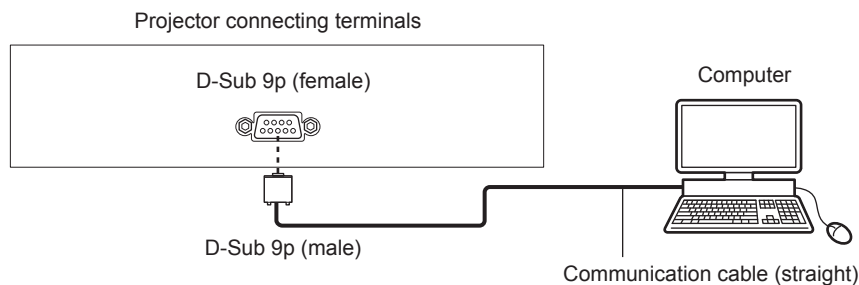 Projector connecting terminals
D-Sub 9p (female)
Computer
D-Sub 9p (male)
Communication cable (straight)